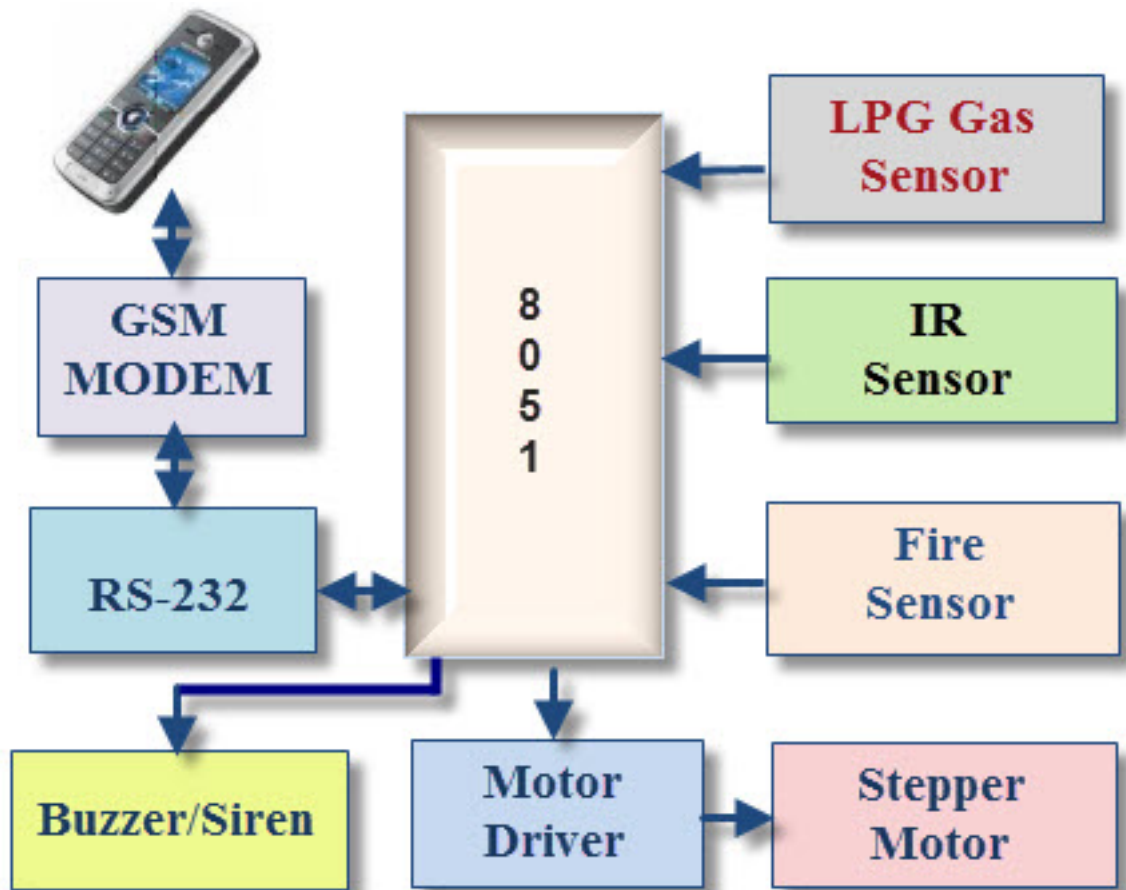 LPG Gas
Sensor
8
0
5
1
IR
Sensor
GSM
MODEM
Fire
Sensor
RS-232
Buzzer/Siren
Motor
Driver
Stepper
Motor